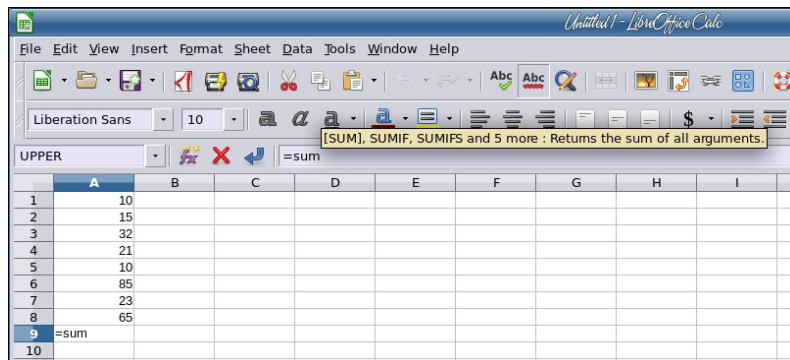 Untitled 1 - LibreOffice Calc
File Edit View Insert Format Sheet Data Tools Window Help
Abc Abc
Liberation Sans 10 a a a a $
[SUM], SUMIF, SUMIFS and 5 more : Returns the sum of all arguments.
UPPER =sum
A B C D E F G H I
1 10
2 15
3 32
4 21
5 10
6 85
7 23
8 65
9 =sum
10